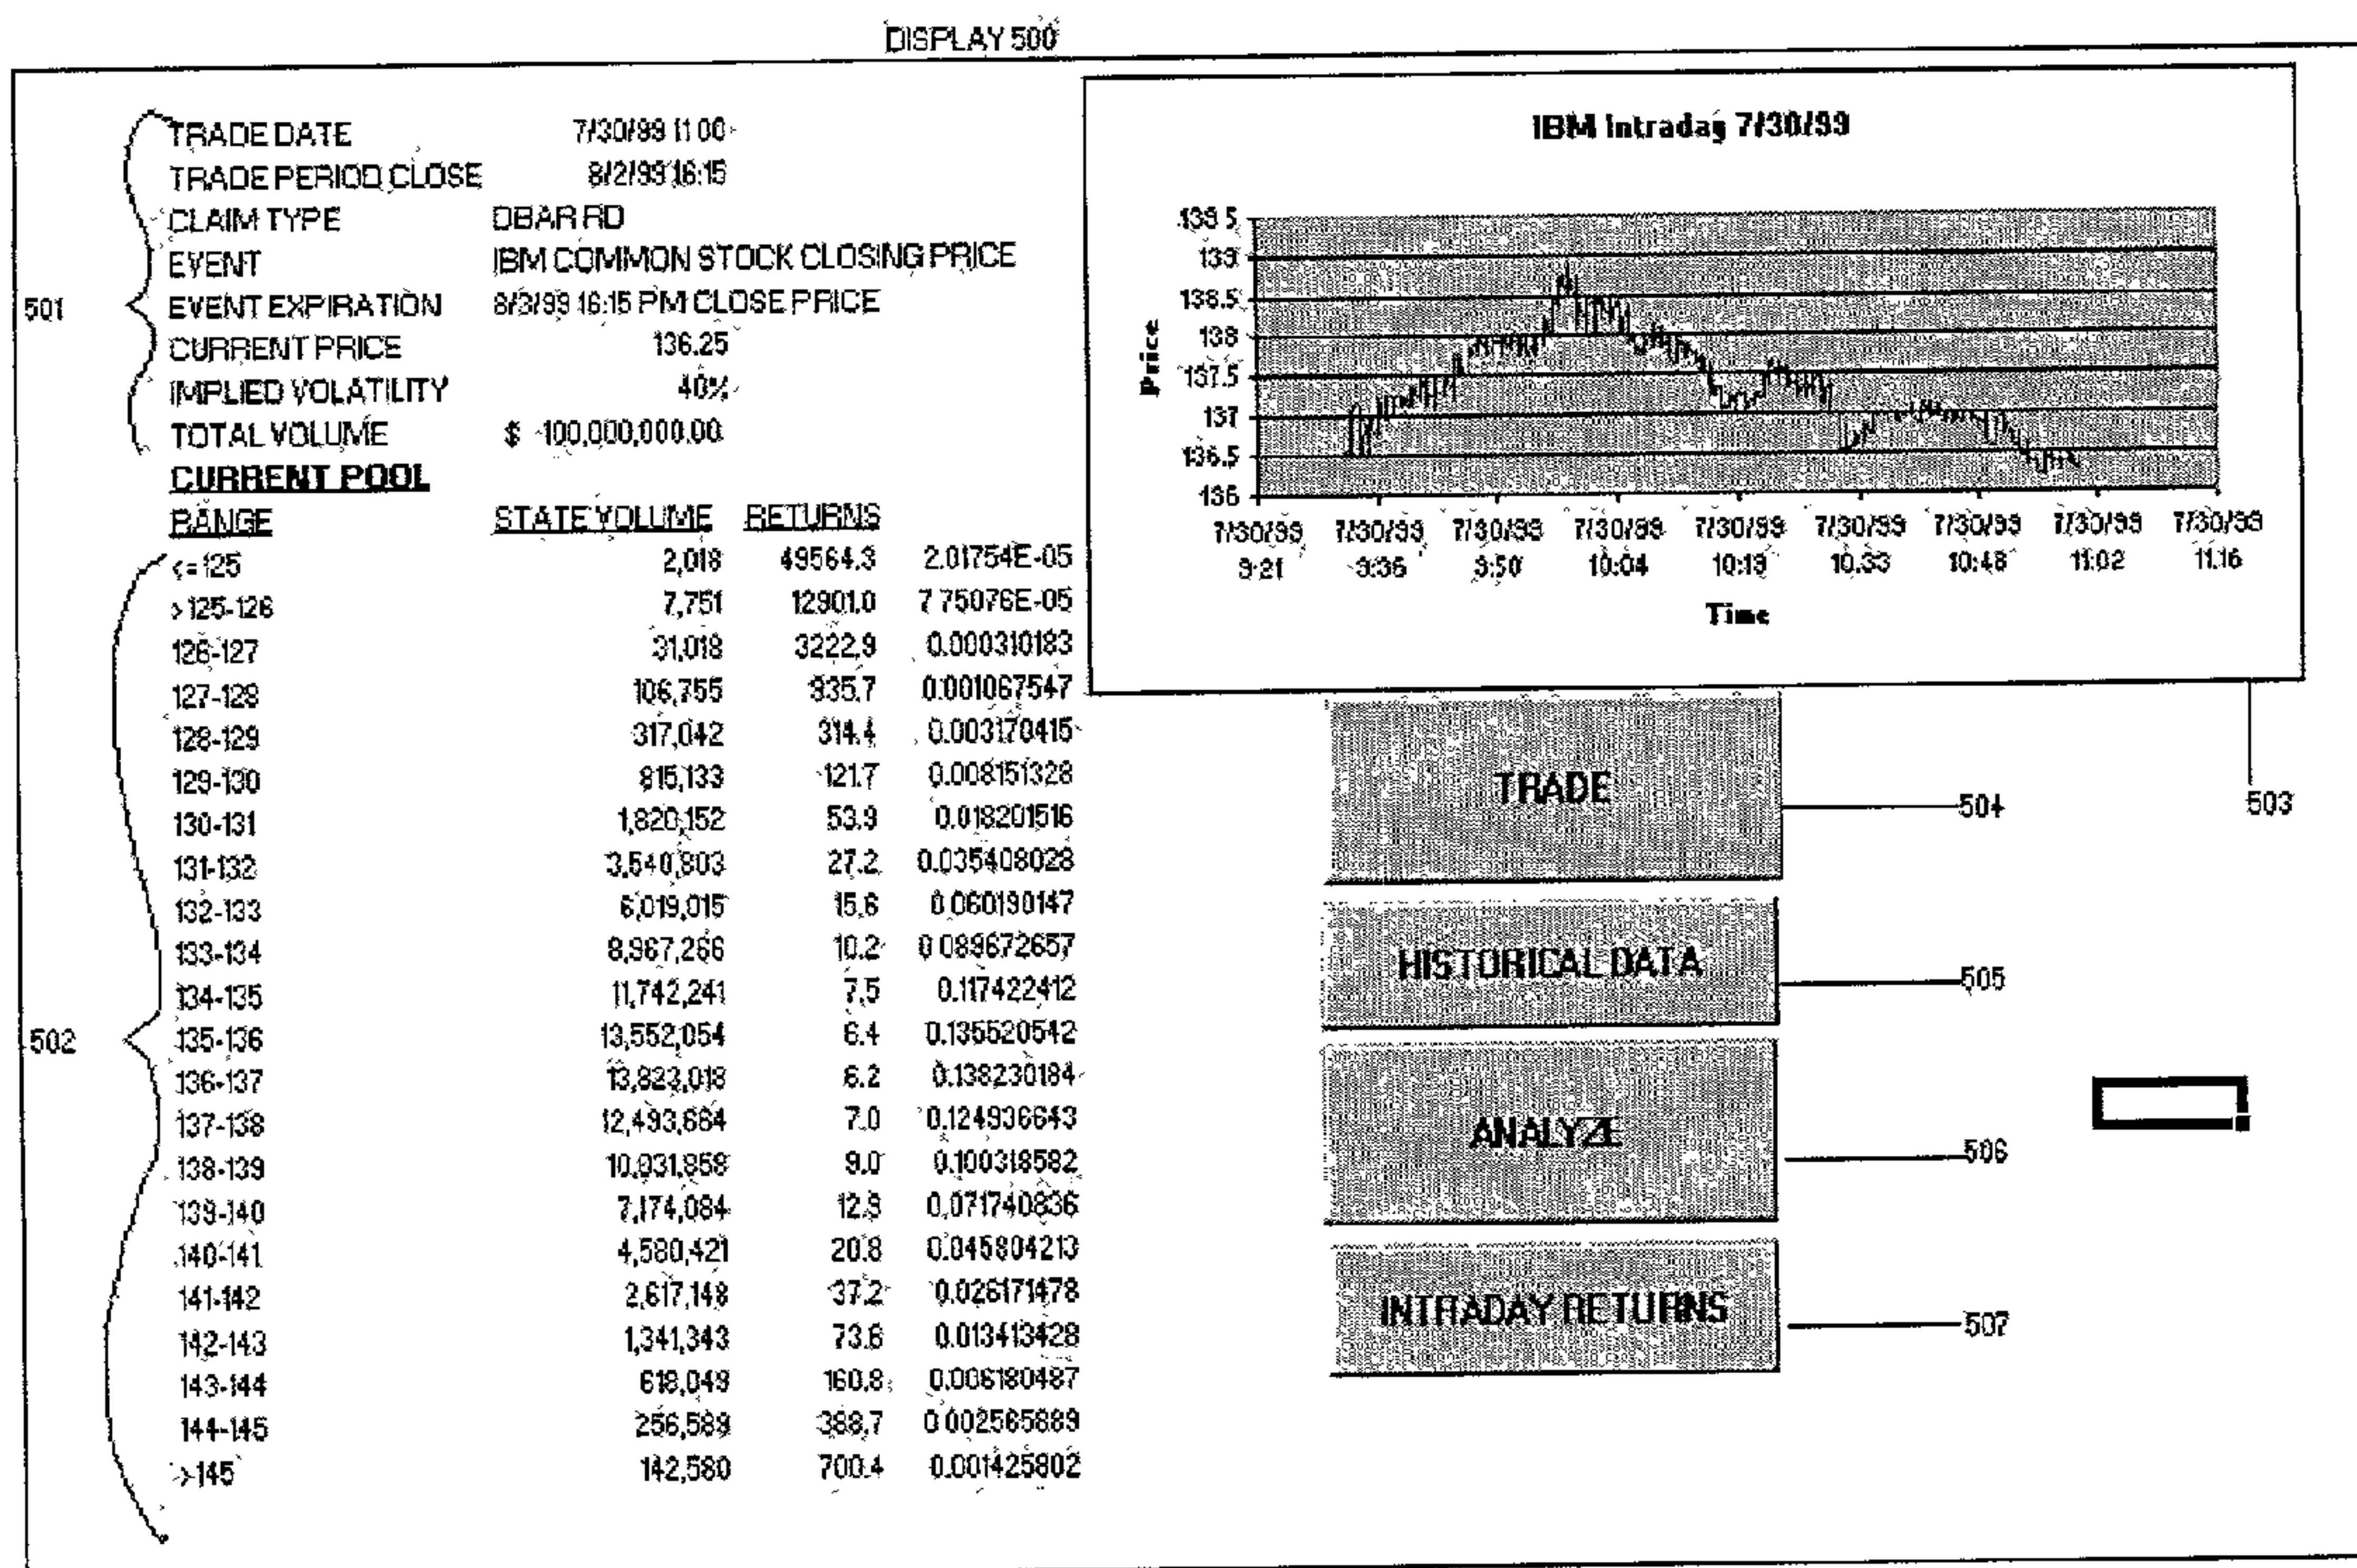 DISPLAY 500
TRADE DATE 7/30/99 11:00
TRADE PERIOD CLOSE 8/2/99 16:15
CLAIM TYPE DBAR RD
EVENT IBM COMMON STOCK CLOSING PRICE
501 EVENT EXPIRATION 8/3/99 16:15 PM CLOSE PRICE
CURRENT PRICE 136.25
IMPLIED VOLATILITY 40%
TOTAL VOLUME $ 100,000,000.00
CURRENT POOL
RANGE STATE VOLUME RETURNS
<=125 2,018 49564.3 2.01754E-05
>125-126 7,751 12901.0 7.75076E-05
126-127 31,018 3222.9 0.000310183
127-128 106,755 935.7 0.001067547
128-129 317,042 314.4 0.003170415
129-130 815,133 121.7 0.008151328
130-131 1,820,152 53.9 0.018201516
131-132 3,540,803 27.2 0.035408028
132-133 6,019,015 15.6 0.060190147
133-134 8,967,266 10.2 0.089672657
134-135 11,742,241 7.5 0.117422412
502 135-136 13,552,054 6.4 0.135520542
136-137 13,823,018 6.2 0.138230184
137-138 12,493,664 7.0 0.124936643
138-139 10,031,858 9.0 0.100318582
139-140 7,174,084 12.9 0.071740836
140-141 4,580,421 20.8 0.045804213
141-142 2,617,148 37.2 0.026171478
142-143 1,341,343 73.6 0.013413428
143-144 618,049 160.8 0.006180487
144-145 256,589 388.7 0.002565889
>145 142,580 700.4 0.001425802
IBM Intraday 7/30/99
Price
139.5
139
138.5
138
137.5
137
136.5
136
7/30/99 7/30/99 7/30/99 7/30/99 7/30/99 7/30/99 7/30/99 7/30/99 7/30/99
9:21 9:36 9:50 10:04 10:19 10:33 10:48 11:02 11:16
Time
503
TRADE 504
HISTORICAL DATA 505
ANALYZE 506
INTRADAY RETURNS 507